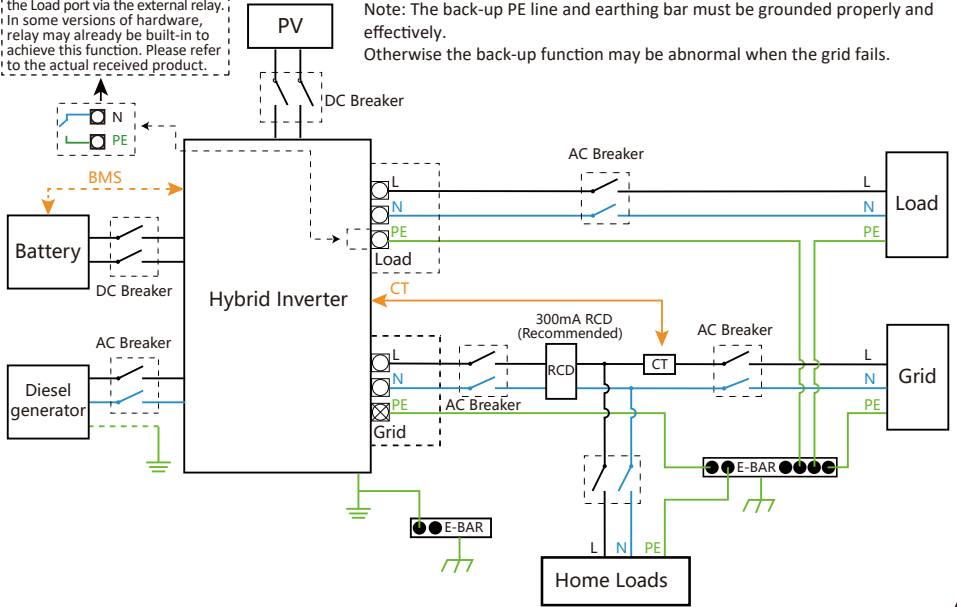 the Load port via the external relay.
In some versions of hardware,
relay may already be built-in to
achieve this function. Please refer
to the actual received product.
PV
Note: The back-up PE line and earthing bar must be grounded properly and
effectively.
Otherwise the back-up function may be abnormal when the grid fails.
DC Breaker
N
PE
BMS
Battery
DC Breaker
Hybrid Inverter
L
N
PE
Load
AC Breaker
L
N
PE
Load
CT
AC Breaker
Diesel
generator
L
N
PE
Grid
AC Breaker
300mA RCD
(Recommended)
RCD
CT
AC Breaker
L
N
PE
Grid
E-BAR
E-BAR
L
N
PE
Home Loads